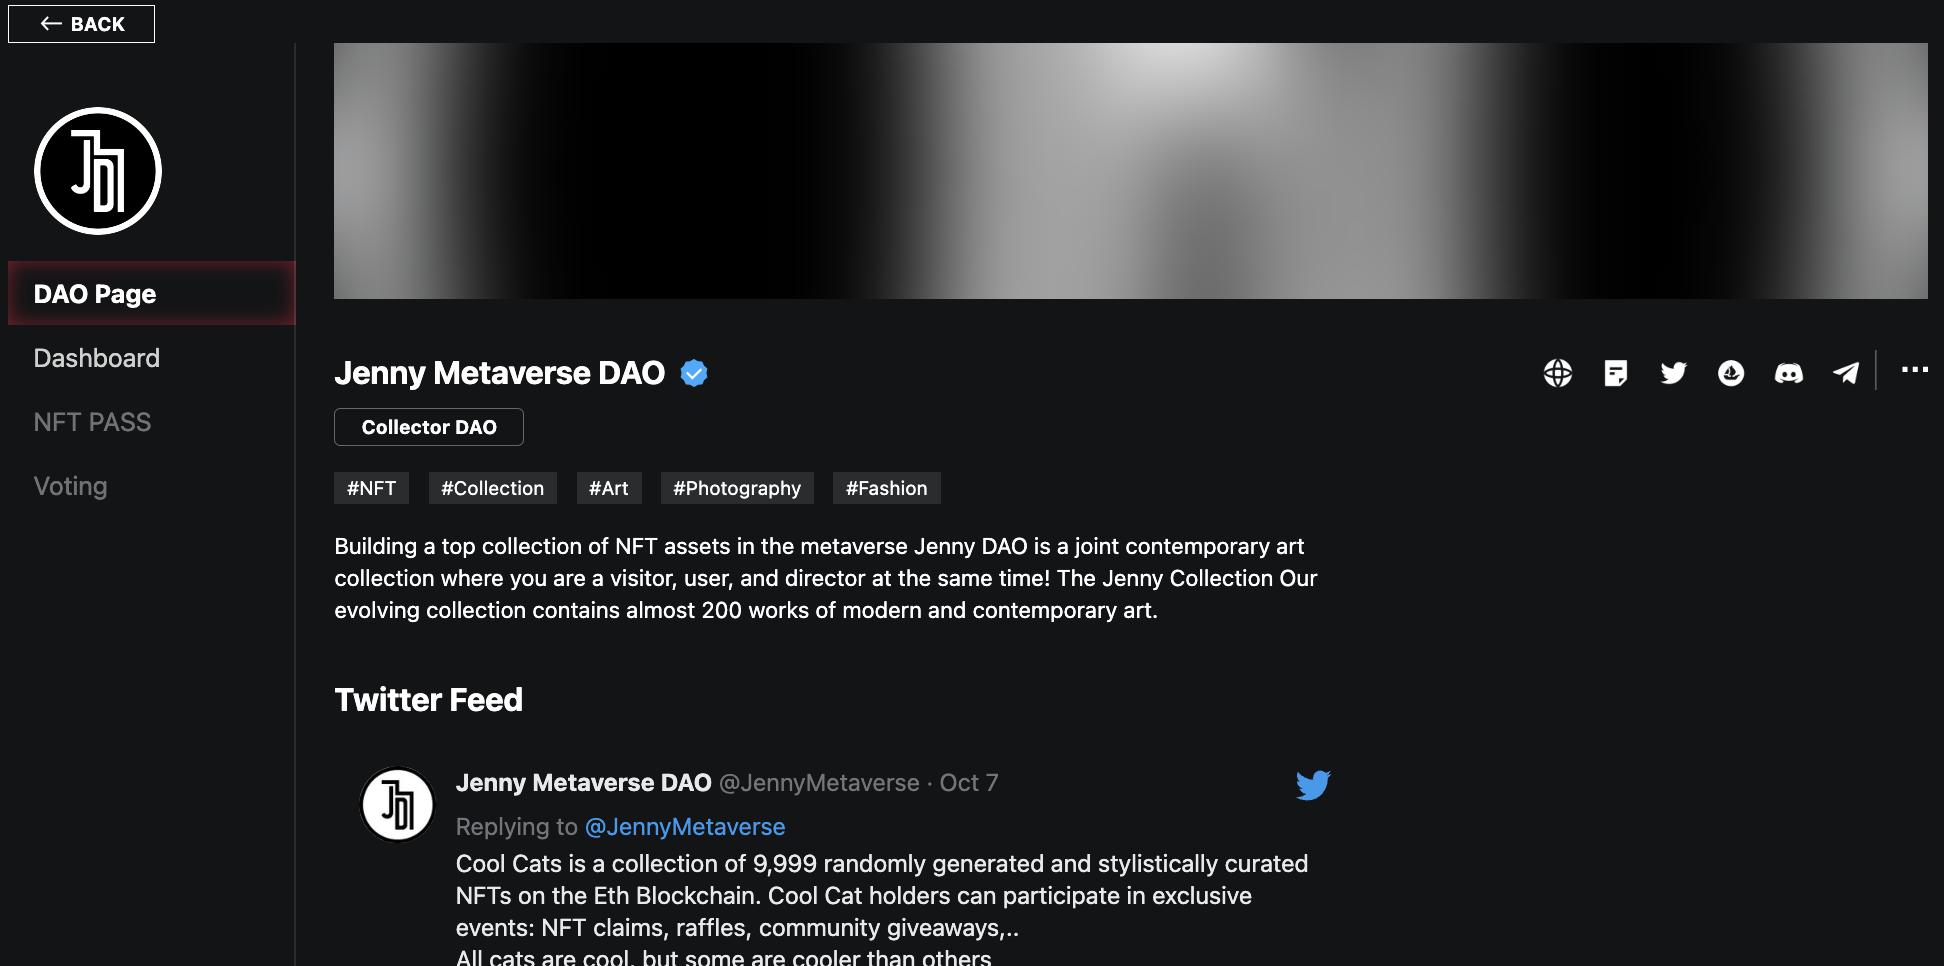 ← BACK
JDI
DAO Page
Dashboard
NFT PASS
Voting
Jenny Metaverse DAO
Collector DAO
#NFT #Collection #Art #Photography #Fashion
Building a top collection of NFT assets in the metaverse Jenny DAO is a joint contemporary art
collection where you are a visitor, user, and director at the same time! The Jenny Collection Our
evolving collection contains almost 200 works of modern and contemporary art.
Twitter Feed
Jenny Metaverse DAO @JennyMetaverse · Oct 7
Replying to @JennyMetaverse
Cool Cats is a collection of 9,999 randomly generated and stylistically curated
NFTs on the Eth Blockchain. Cool Cat holders can participate in exclusive
events: NFT claims, raffles, community giveaways,..
All cats are cool, but some are cooler than others